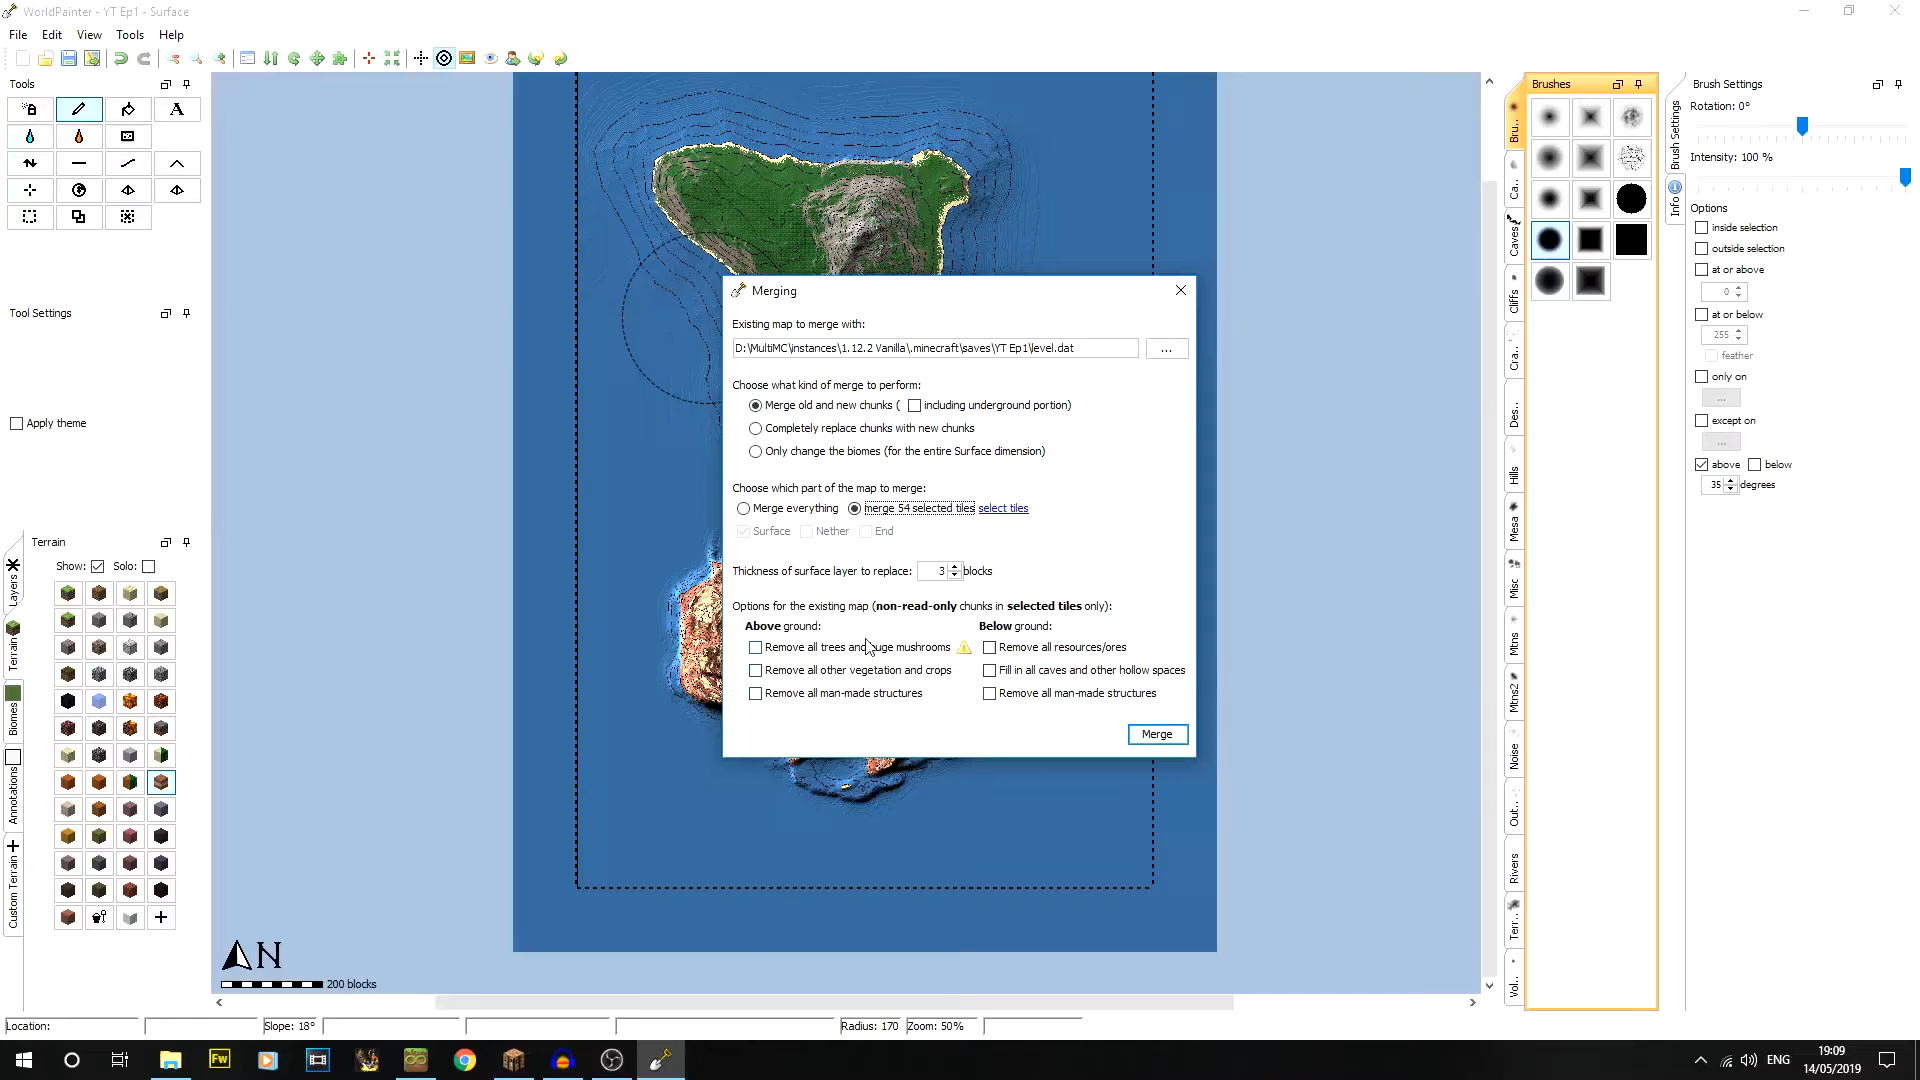 WorldPainter - YT Ep1 - Surface
File Edit View Tools Help
Tools
Tool Settings
Apply theme
Terrain
Show: Solo:
Layers
Terrain
Biomes
Annotations
Custom Terrain
N
200 blocks
Merging
Existing map to merge with:
D:\MultiMC\instances\1.12.2 Vanilla\.minecraft\saves\YT Ep1\level.dat
...
Choose what kind of merge to perform:
Merge old and new chunks ( including underground portion)
Completely replace chunks with new chunks
Only change the biomes (for the entire Surface dimension)
Choose which part of the map to merge:
Merge everything merge 54 selected tiles select tiles
Surface Nether End
Thickness of surface layer to replace: 3 blocks
Options for the existing map (non-read-only chunks in selected tiles only):
Above ground: Below ground:
Remove all trees and huge mushrooms Remove all resources/ores
Remove all other vegetation and crops Fill in all caves and other hollow spaces
Remove all man-made structures Remove all man-made structures
Merge
Brushes
Bru...
Ca...
Caves
Cliffs
Cra...
Des...
Hills
Mesa
Misc
Mtns
Mtns2
Noise
Out...
Rivers
Terr...
Vol...
Brush Settings
Info
Brush Settings
Rotation: 0°
Intensity: 100 %
Options
inside selection
outside selection
at or above
0
at or below
255
feather
only on
...
except on
...
above below
35 degrees
Location: Slope: 18° Radius: 170 Zoom: 50%
Fw
ENG
19:09
14/05/2019